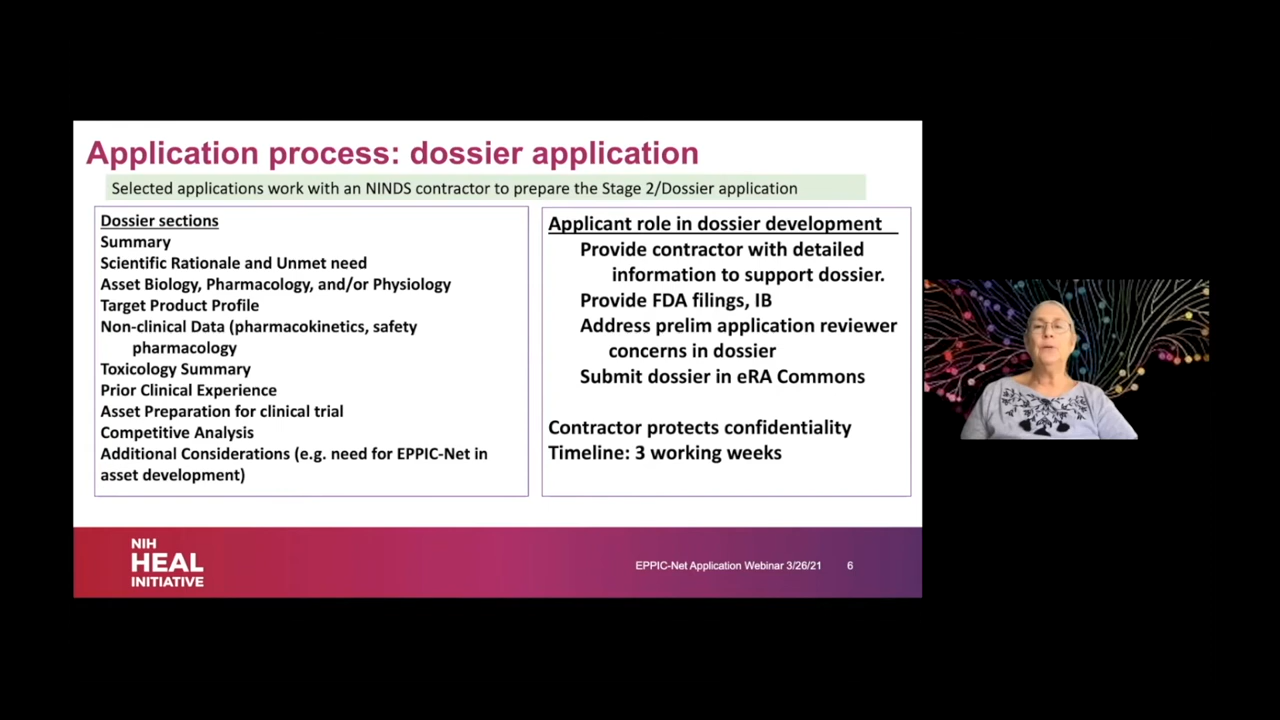 Application process: dossier application
Selected applications work with an NINDS contractor to prepare the Stage 2/Dossier application
Dossier sections
Summary
Scientific Rationale and Unmet need
Asset Biology, Pharmacology, and/or Physiology
Target Product Profile
Non-clinical Data (pharmacokinetics, safety
pharmacology
Toxicology Summary
Prior Clinical Experience
Asset Preparation for clinical trial
Competitive Analysis
Additional Considerations (e.g. need for EPPIC-Net in
asset development)
Applicant role in dossier development
Provide contractor with detailed
information to support dossier.
Provide FDA filings, IB
Address prelim application reviewer
concerns in dossier
Submit dossier in eRA Commons
Contractor protects confidentiality
Timeline: 3 working weeks
NIH
HEAL
INITIATIVE
EPPIC-Net Application Webinar 3/26/21 6